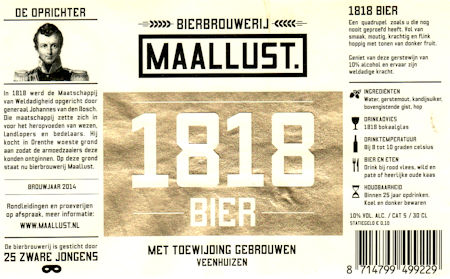 DE OPRICHTER
In 1818 werd de Maatschappij
van Weldadigheid opgericht door
generaal Johannes van den Bosch.
Die maatschappij zette zich in
voor het heropvoeden van wezen,
landlopers en bedelaars. Hij
kocht in Drenthe woeste grond
aan zodat de armoedzaaiers deze
konden ontginnen. Op deze grond
staat nu bierbrouwerij Maallust.
BROUWJAAR 2014
Rondleidingen en proeverijen
op afspraak, meer informatie:
WWW.MAALLUST.NL
De bierbrouwerij is gesticht door
25 ZWARE JONGENS
BIERBROUWERIJ
MAALLUST.
1818
BIER
MET TOEWIJDING GEBROUWEN
VEENHUIZEN
1818 BIER
Een quadrupel zoals u die nog
nooit geproefd heeft. Vol van
smaak, moutig, krachtig en flink
hoppig met tonen van donker fruit.
Geniet van deze gerstewijn van
10% alcohol en ervaar zijn
weldadig kracht.
INGREDIËNTEN
Water, gerstemout, kandijsuiker,
bovengistende gist, hop
DRINKADVIES
1818 bokaalglas
DRINKTEMPERATUUR
Bij 8 tot 10 graden celsius
BIER EN ETEN
Drink bij rood vlees, wild en
paté of heerlijke oude kaas
HOUDBAARHEID
Binnen 25 jaar opdrinken.
Koel en donker bewaren
10% VOL. ALC. / CAT S / 30 CL
STATIEGELD € 0,10
8 714799 499229